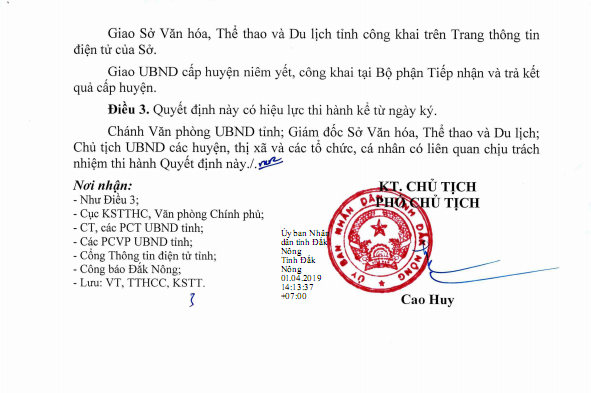 Giao Sở Văn hóa, Thể thao và Du lịch tỉnh công khai trên Trang thông tin
điện tử của Sở.
Giao UBND cấp huyện niêm yết, công khai tại Bộ phận Tiếp nhận và trả kết
quả cấp huyện.
Điều 3. Quyết định này có hiệu lực thi hành kể từ ngày ký.
Chánh Văn phòng UBND tỉnh; Giám đốc Sở Văn hóa, Thể thao và Du lịch;
Chủ tịch UBND các huyện, thị xã và các tổ chức, cá nhân có liên quan chịu trách
nhiệm thi hành Quyết định này./.
Nơi nhận:
- Như Điều 3;
- Cục KSTTHC, Văn phòng Chính phủ;
- CT, các PCT UBND tỉnh;
- Các PCVP UBND tỉnh;
- Cổng Thông tin điện tử tỉnh;
- Công báo Đắk Nông;
- Lưu: VT, TTHCC, KSTT.
Ủy ban Nhân
dân tỉnh Đắk
Nông
Tỉnh Đắk
Nông
01.04.2019
14:13:37
+07:00
KT. CHỦ TỊCH
PHÓ CHỦ TỊCH
ỦY BAN NHÂN DÂN TỈNH ĐẮK NÔNG
Cao Huy